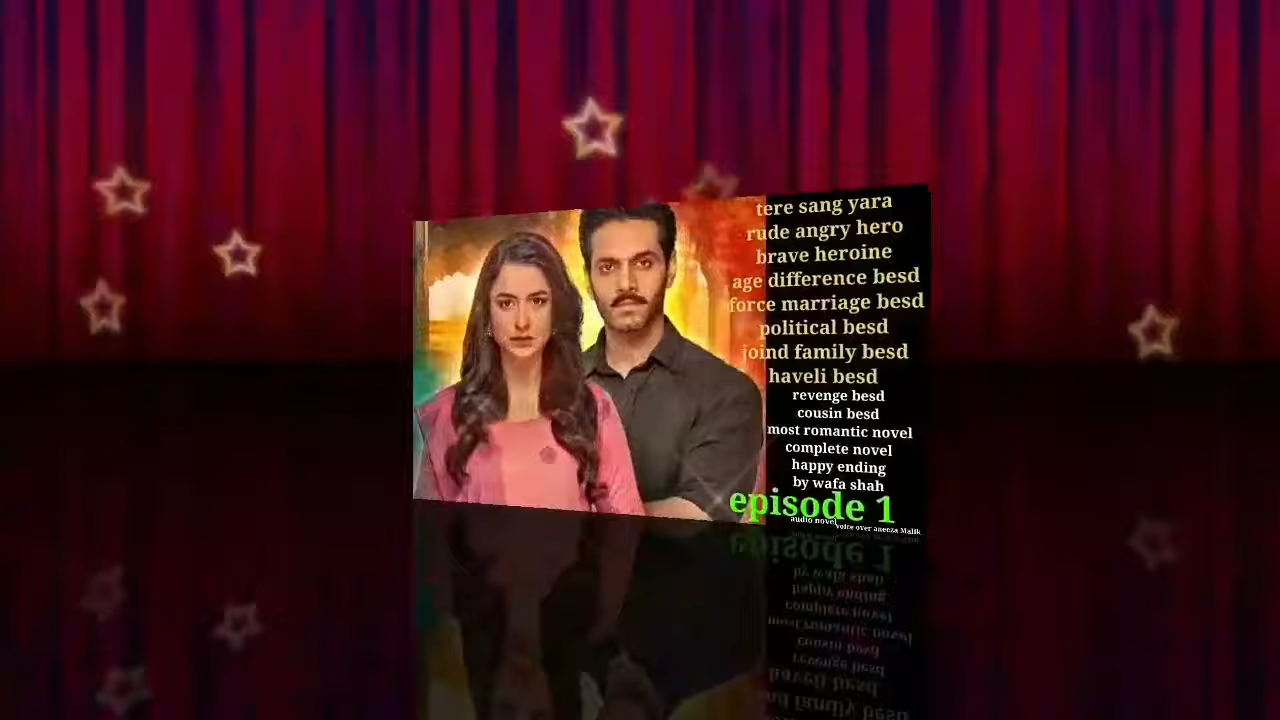 tere sang yara
rude angry hero
brave heroine
age difference besd
force marriage besd
political besd
joind family besd
haveli besd
revenge besd
cousin besd
most romantic novel
complete novel
happy ending
by wafa shah
episode 1
audio novel
voice over aneeza Malik